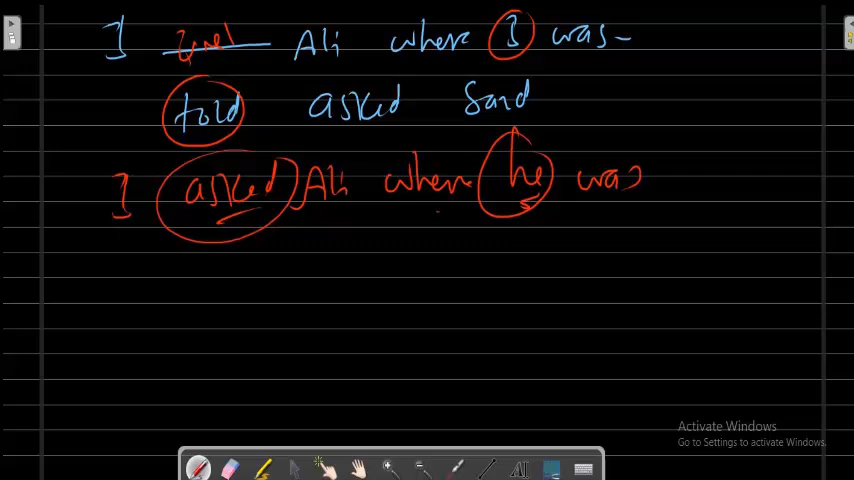 I Ali where I was-
told asked Said
I asked Ali where he was
Activate Windows
Go to Settings to activate Windows.